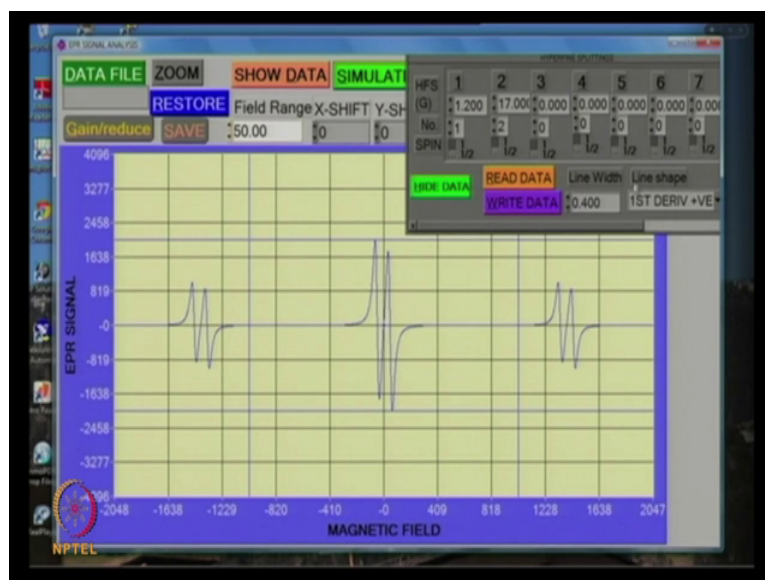 EPR SIGNAL ANALYSIS
DATA FILE ZOOM SHOW DATA SIMULATI
RESTORE Field Range X-SHIFT Y-SH
Gain/reduce SAVE 50.00 0 0
HYPERFINE SPLITTINGS
HFS 1 2 3 4 5 6 7
(G) 1.200 17.00 0.000 0.000 0.000 0.000 0.00
No. 1 2 0 0 0 0 0
SPIN 1/2 1/2 1/2 1/2 1/2 1/2 1/2
HIDE DATA READ DATA Line Width Line shape
WRITE DATA 0.400 1ST DERIV +VE
4096
3277
2458
1638
819
-0
-819
-1638
-2458
-3277
EPR SIGNAL
-2048 -1638 -1229 -820 -410 -0 409 818 1228 1638 2047
MAGNETIC FIELD
NPTEL